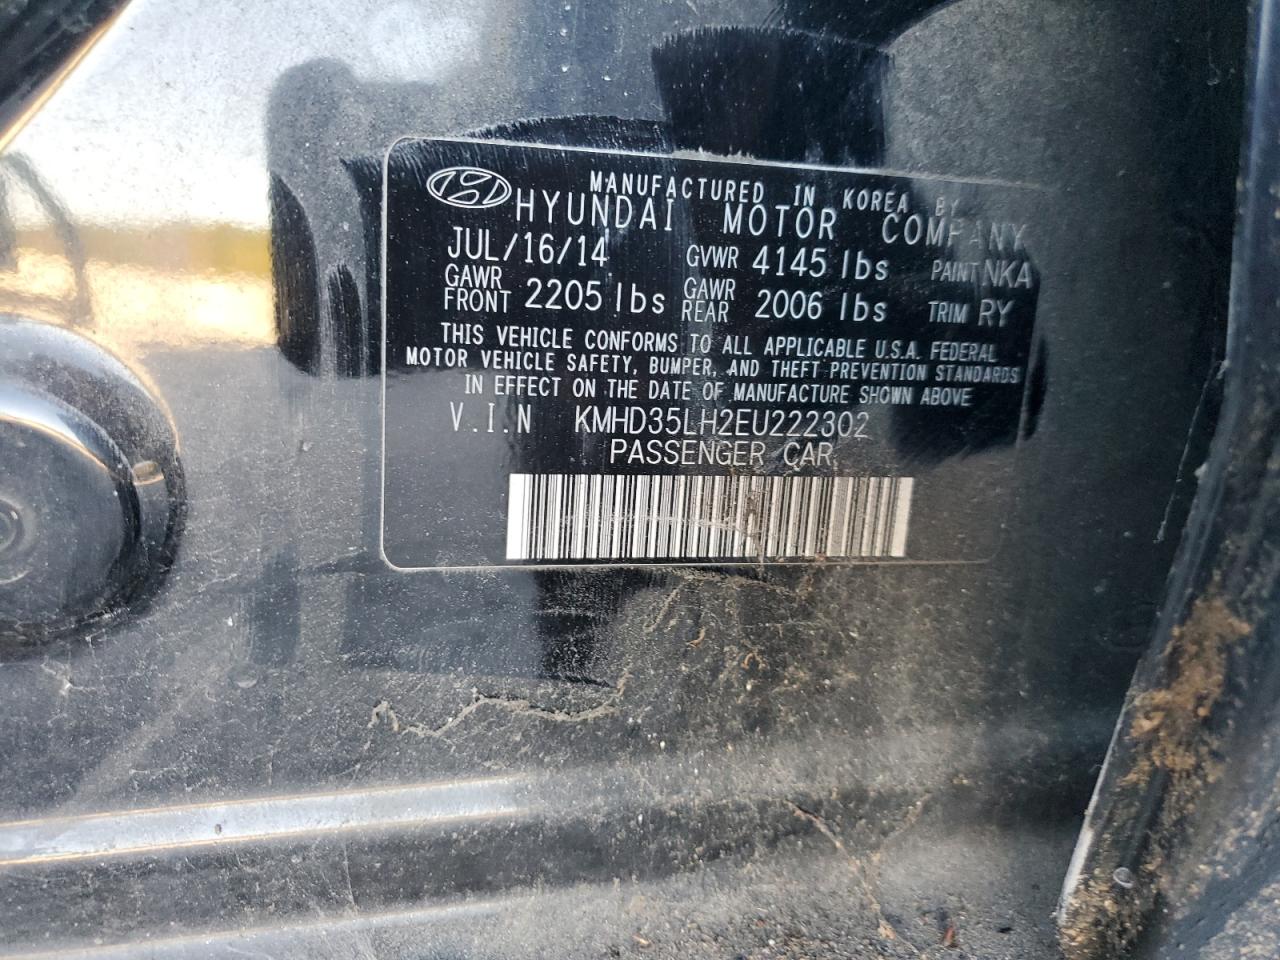 MANUFACTURED IN KOREA BY
HYUNDAI MOTOR COMPANY
JUL/16/14 GVWR 4145 lbs PAINT NKA
GAWR FRONT 2205 lbs GAWR REAR 2006 lbs TRIM RY
THIS VEHICLE CONFORMS TO ALL APPLICABLE U.S.A. FEDERAL
MOTOR VEHICLE SAFETY, BUMPER, AND THEFT PREVENTION STANDARDS
IN EFFECT ON THE DATE OF MANUFACTURE SHOWN ABOVE
V.I.N KMHD35LH2EU222302
PASSENGER CAR